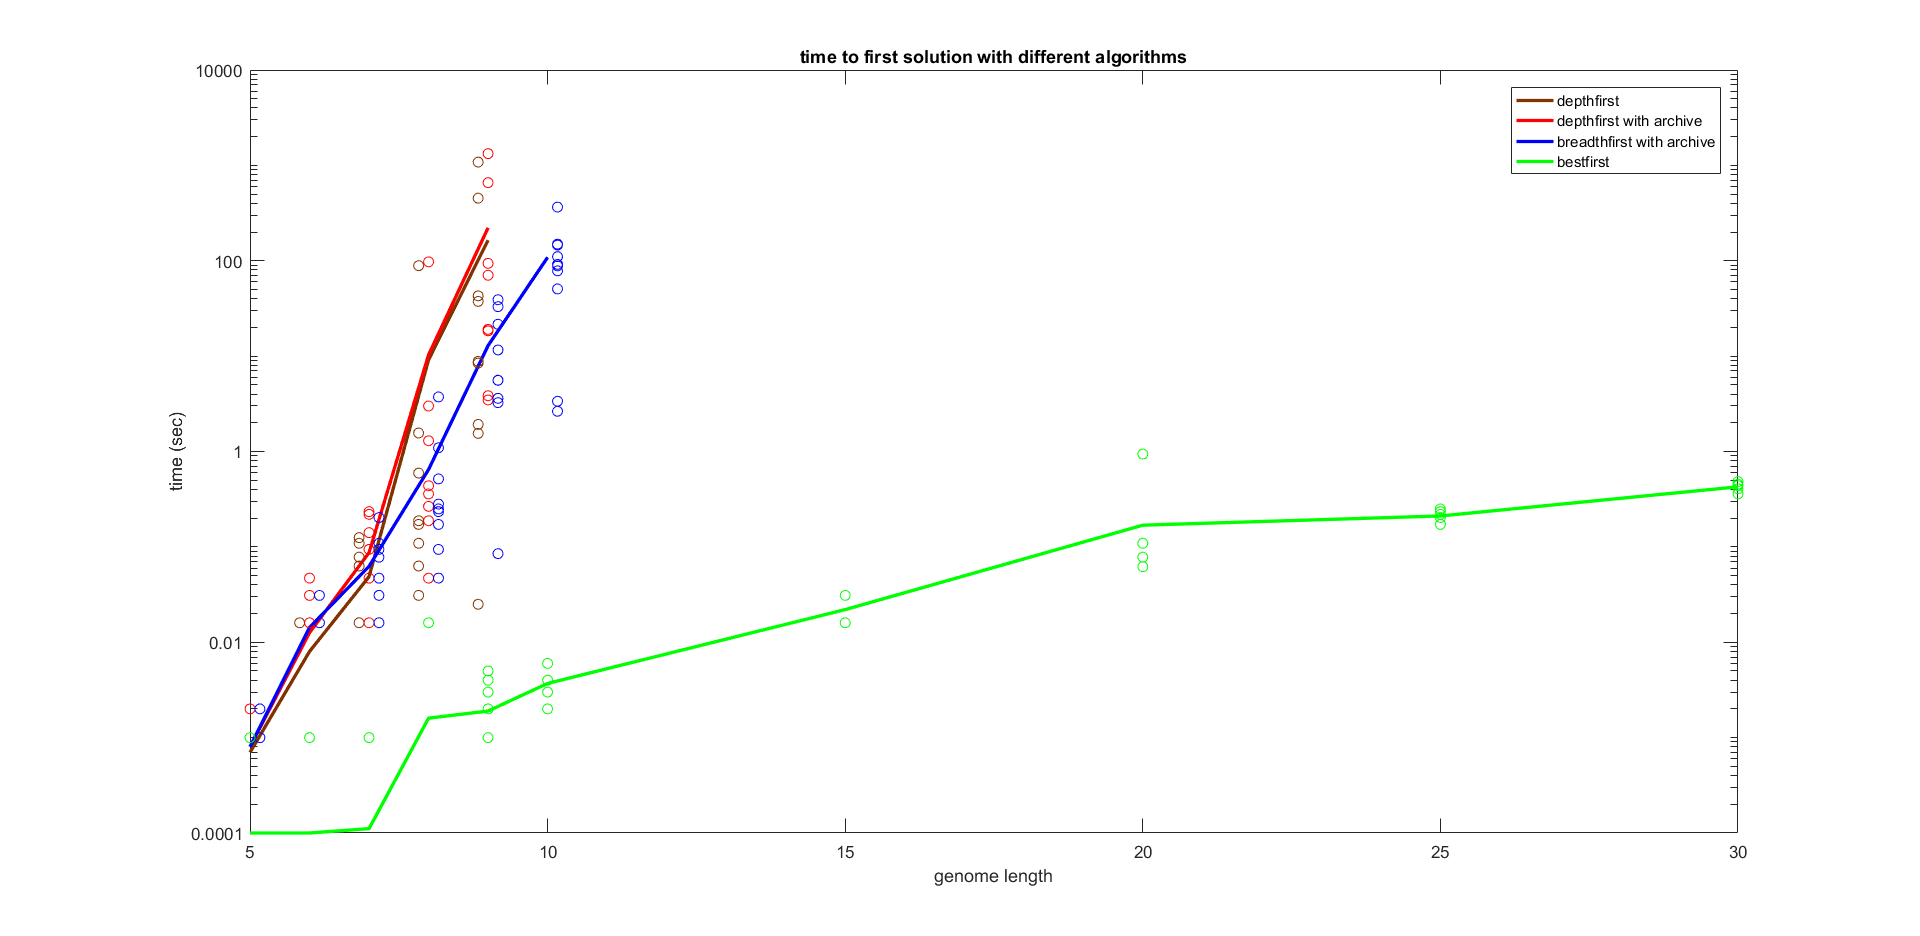 time to first solution with different algorithms
10000
100
1
0.01
0.0001
time (sec)
5
10
15
20
25
30
genome length
depthfirst
depthfirst with archive
breadthfirst with archive
bestfirst